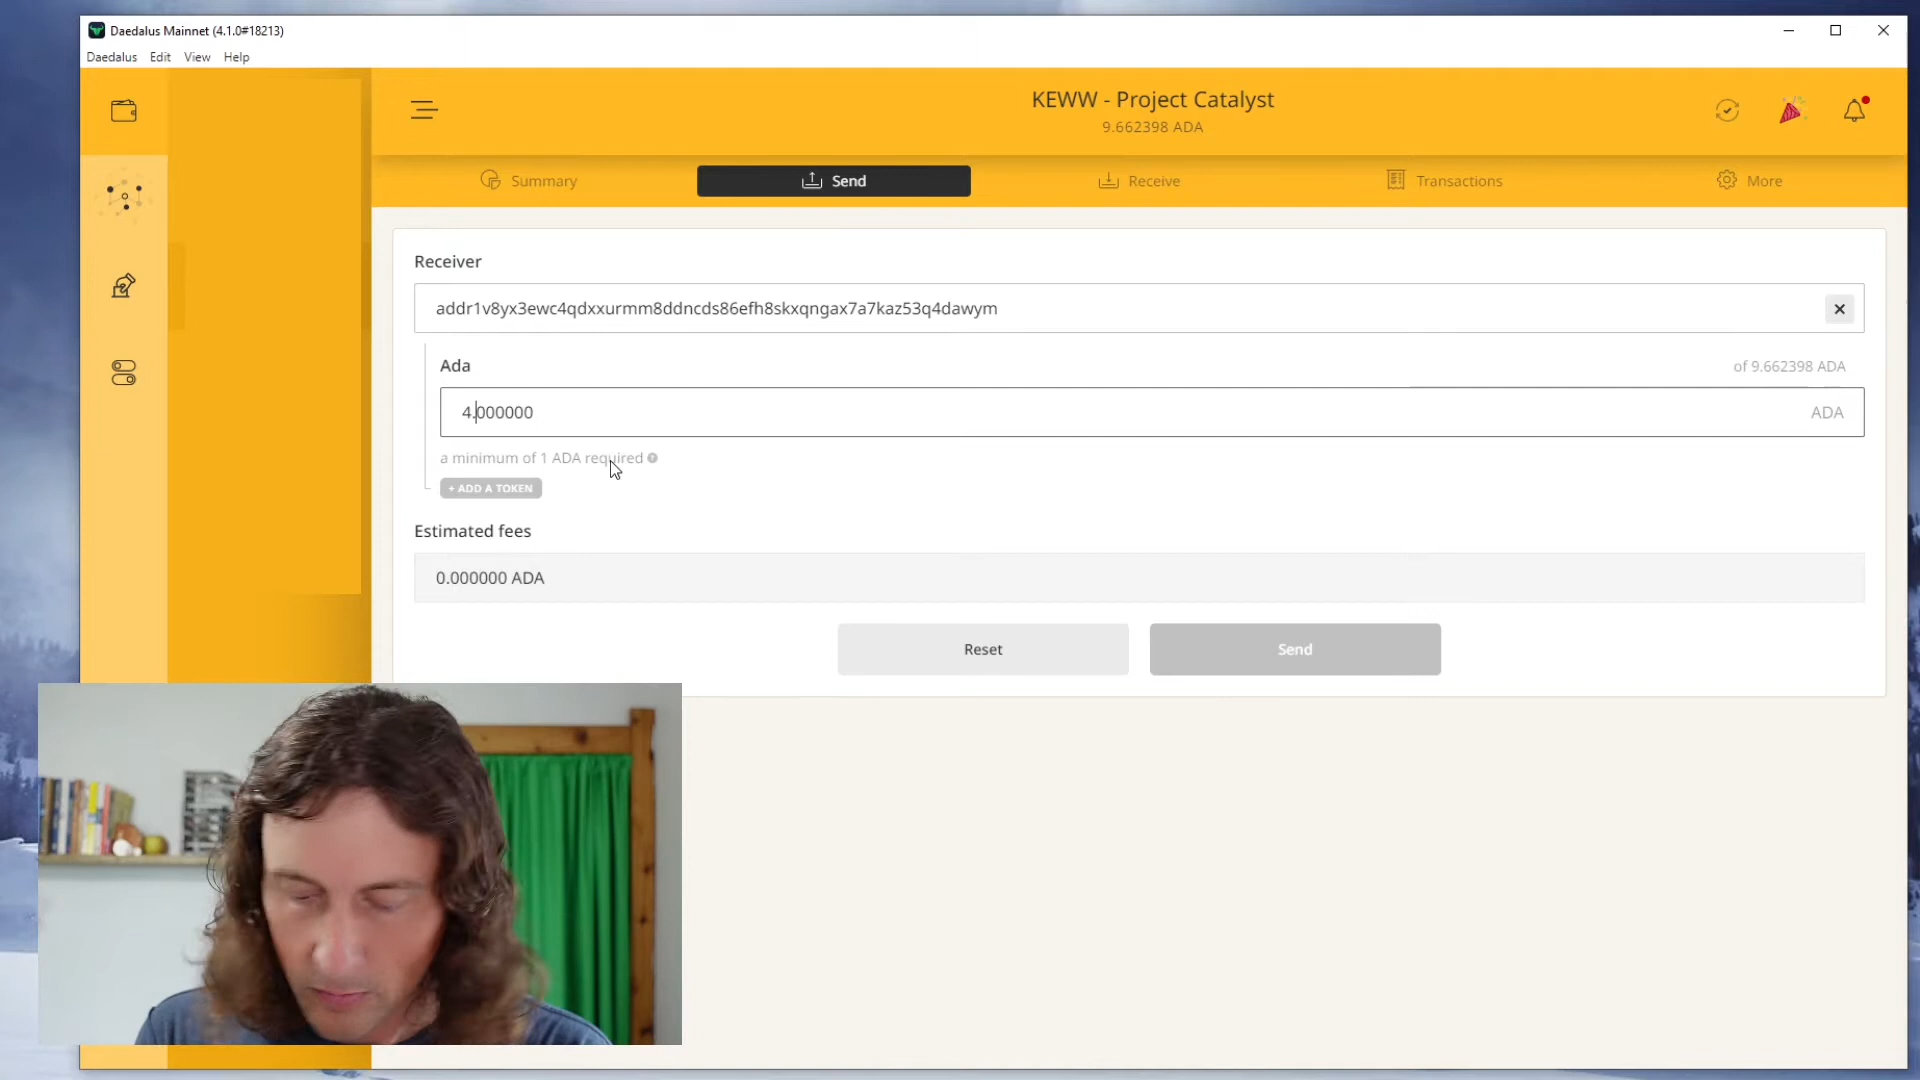 Daedalus Mainnet (4.1.0#18213)
Daedalus Edit View Help
KEWW - Project Catalyst
9.662398 ADA
Summary Send Receive Transactions More
Receiver
addr1v8yx3ewc4qdxxurmm8ddncds86efh8skxqngax7a7kaz53q4dawym
Ada of 9.662398 ADA
4.000000 ADA
a minimum of 1 ADA required
+ ADD A TOKEN
Estimated fees
0.000000 ADA
Reset Send